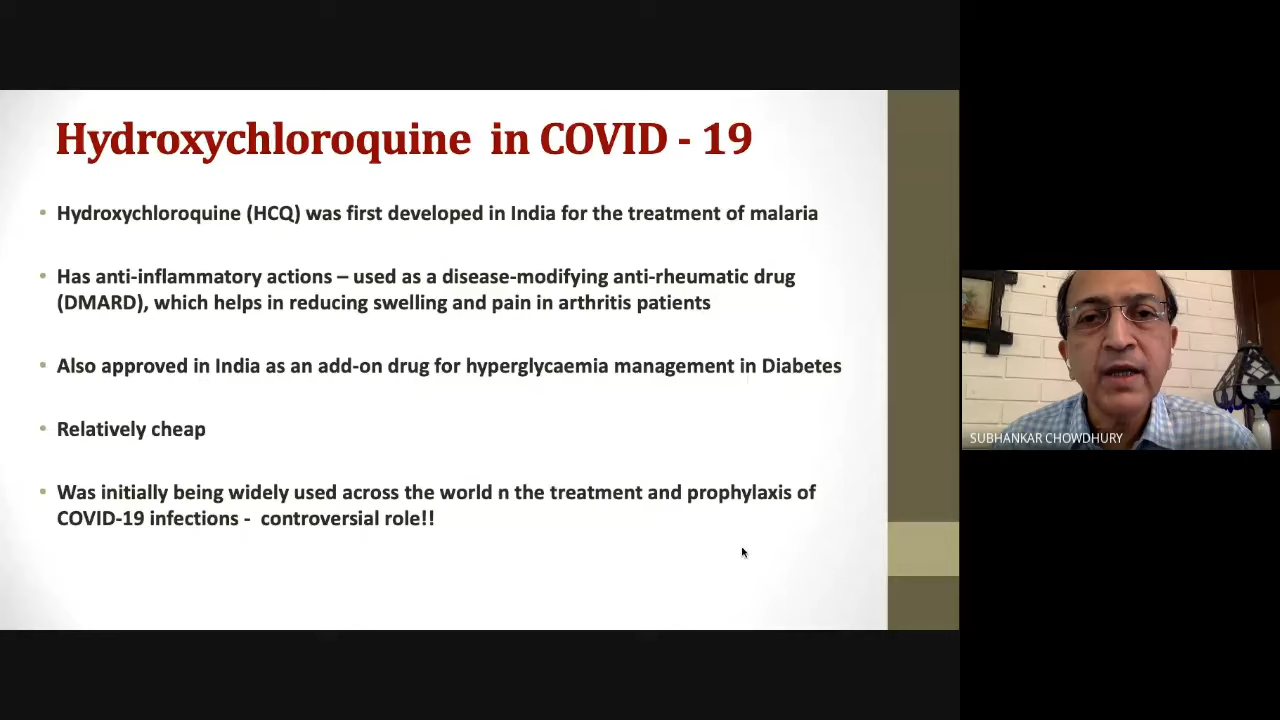 Hydroxychloroquine in COVID - 19
• Hydroxychloroquine (HCQ) was first developed in India for the treatment of malaria
• Has anti-inflammatory actions – used as a disease-modifying anti-rheumatic drug
(DMARD), which helps in reducing swelling and pain in arthritis patients
• Also approved in India as an add-on drug for hyperglycaemia management in Diabetes
• Relatively cheap
• Was initially being widely used across the world n the treatment and prophylaxis of
COVID-19 infections - controversial role!!
SUBHANKAR CHOWDHURY